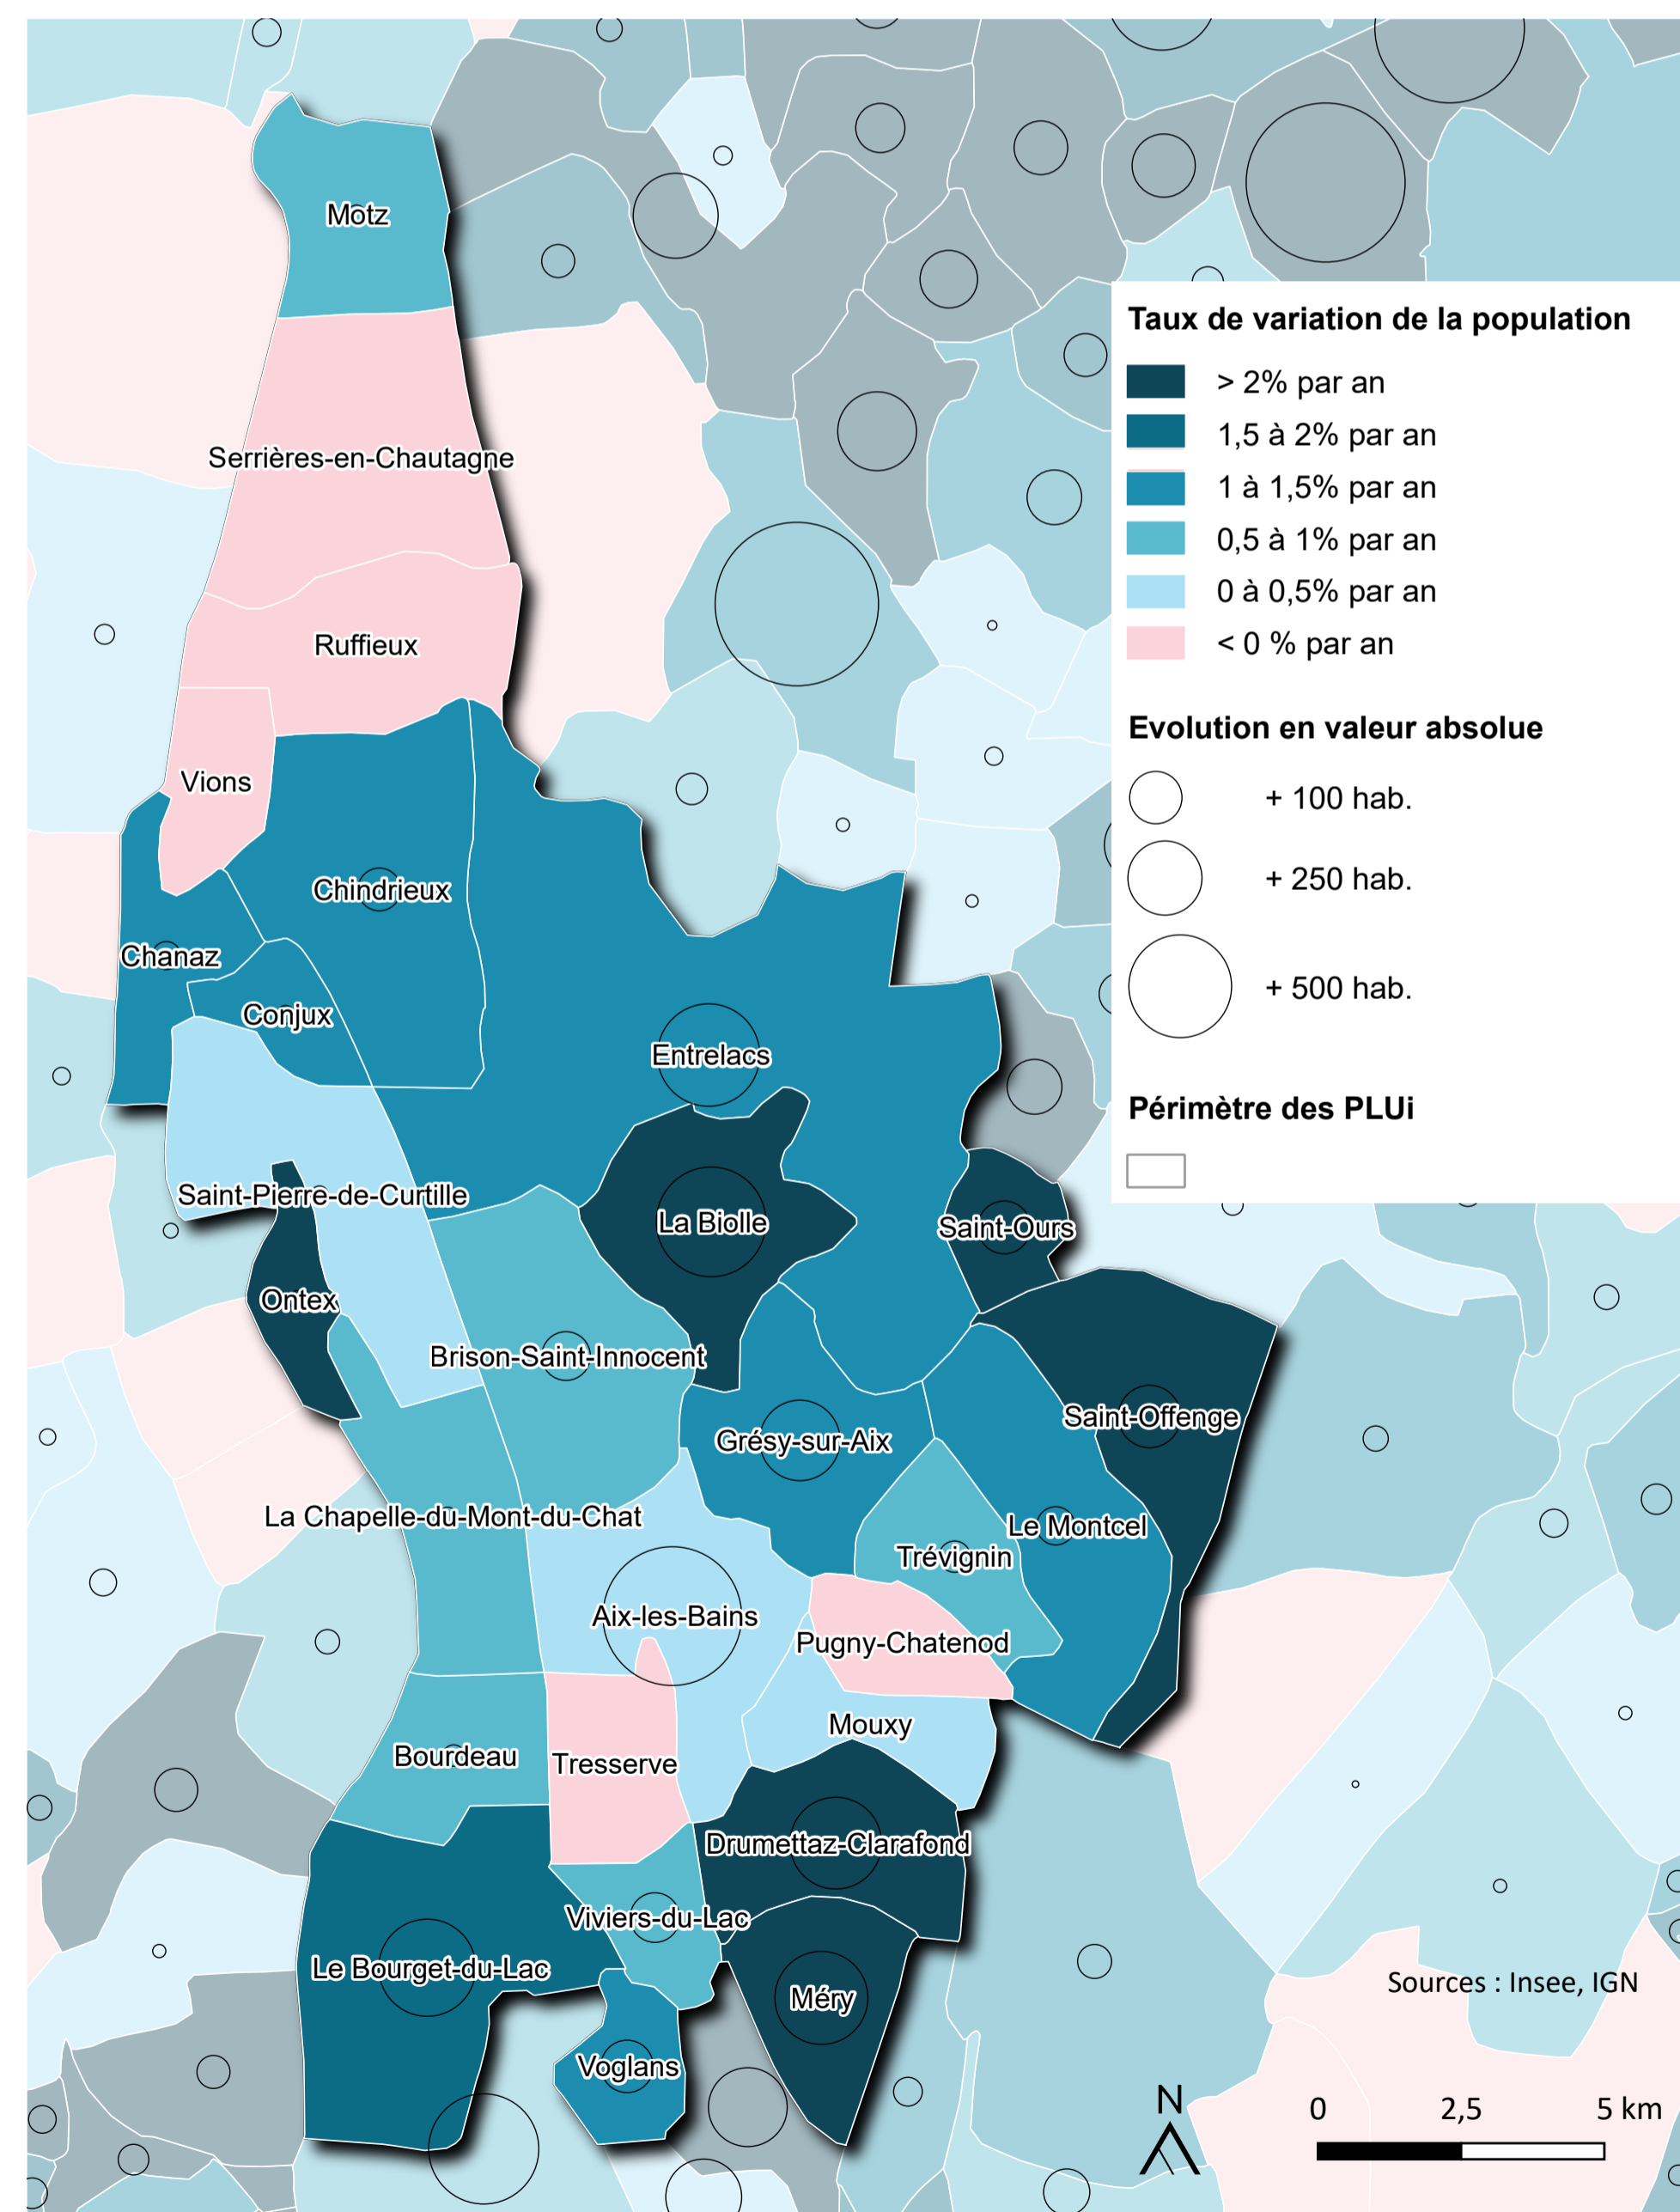 Motz
Taux de variation de la population
> 2% par an
1,5 à 2% par an
1 à 1,5% par an
0,5 à 1% par an
0 à 0,5% par an
< 0 % par an
Evolution en valeur absolue
+ 100 hab.
+ 250 hab.
+ 500 hab.
Périmètre des PLUi
Serrières-en-Chautagne
Ruffieux
Vions
Chindrieux
Chanaz
Conjux
Entrelacs
Saint-Pierre-de-Curtille
La Biolle
Saint-Ours
Ontex
Brison-Saint-Innocent
Saint-Offenge
Grésy-sur-Aix
La Chapelle-du-Mont-du-Chat
Le Montcel
Trévignin
Aix-les-Bains
Pugny-Chatenod
Mouxy
Bourdeau
Tresserve
Drumettaz-Clarafond
Viviers-du-Lac
Le Bourget-du-Lac
Méry
Voglans
Sources : Insee, IGN
N
0 2,5 5 km